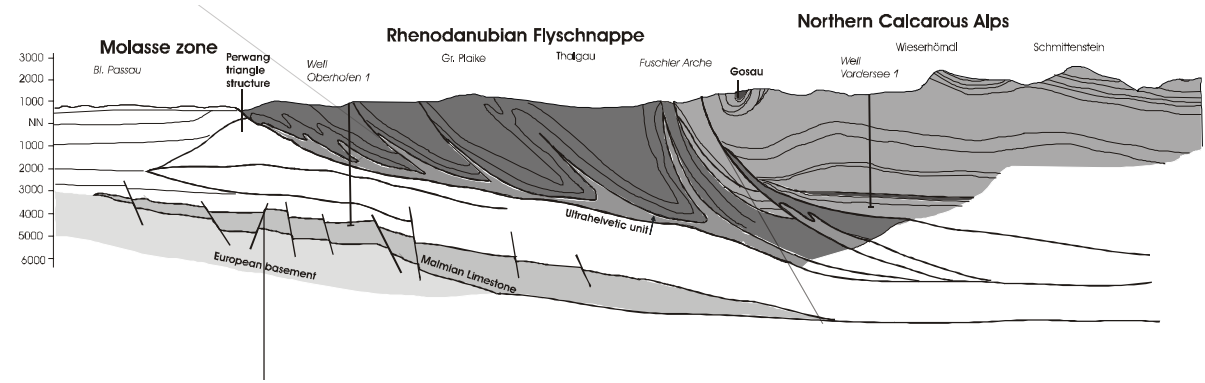 Northern Calcarous Alps
Rhenodanubian Flyschnappe
Molasse zone
Wieserhörndl
Schmittenstein
Perwang
triangle
structure
Well
Oberhofen 1
Gr. Plaike
Thalgau
Fuschler Arche
Well
Vordersee 1
Bl. Passau
Gosau
3000
2000
1000
NN
1000
2000
3000
4000
5000
6000
Ultrahelvetic unit
European basement
Malmian Limestone